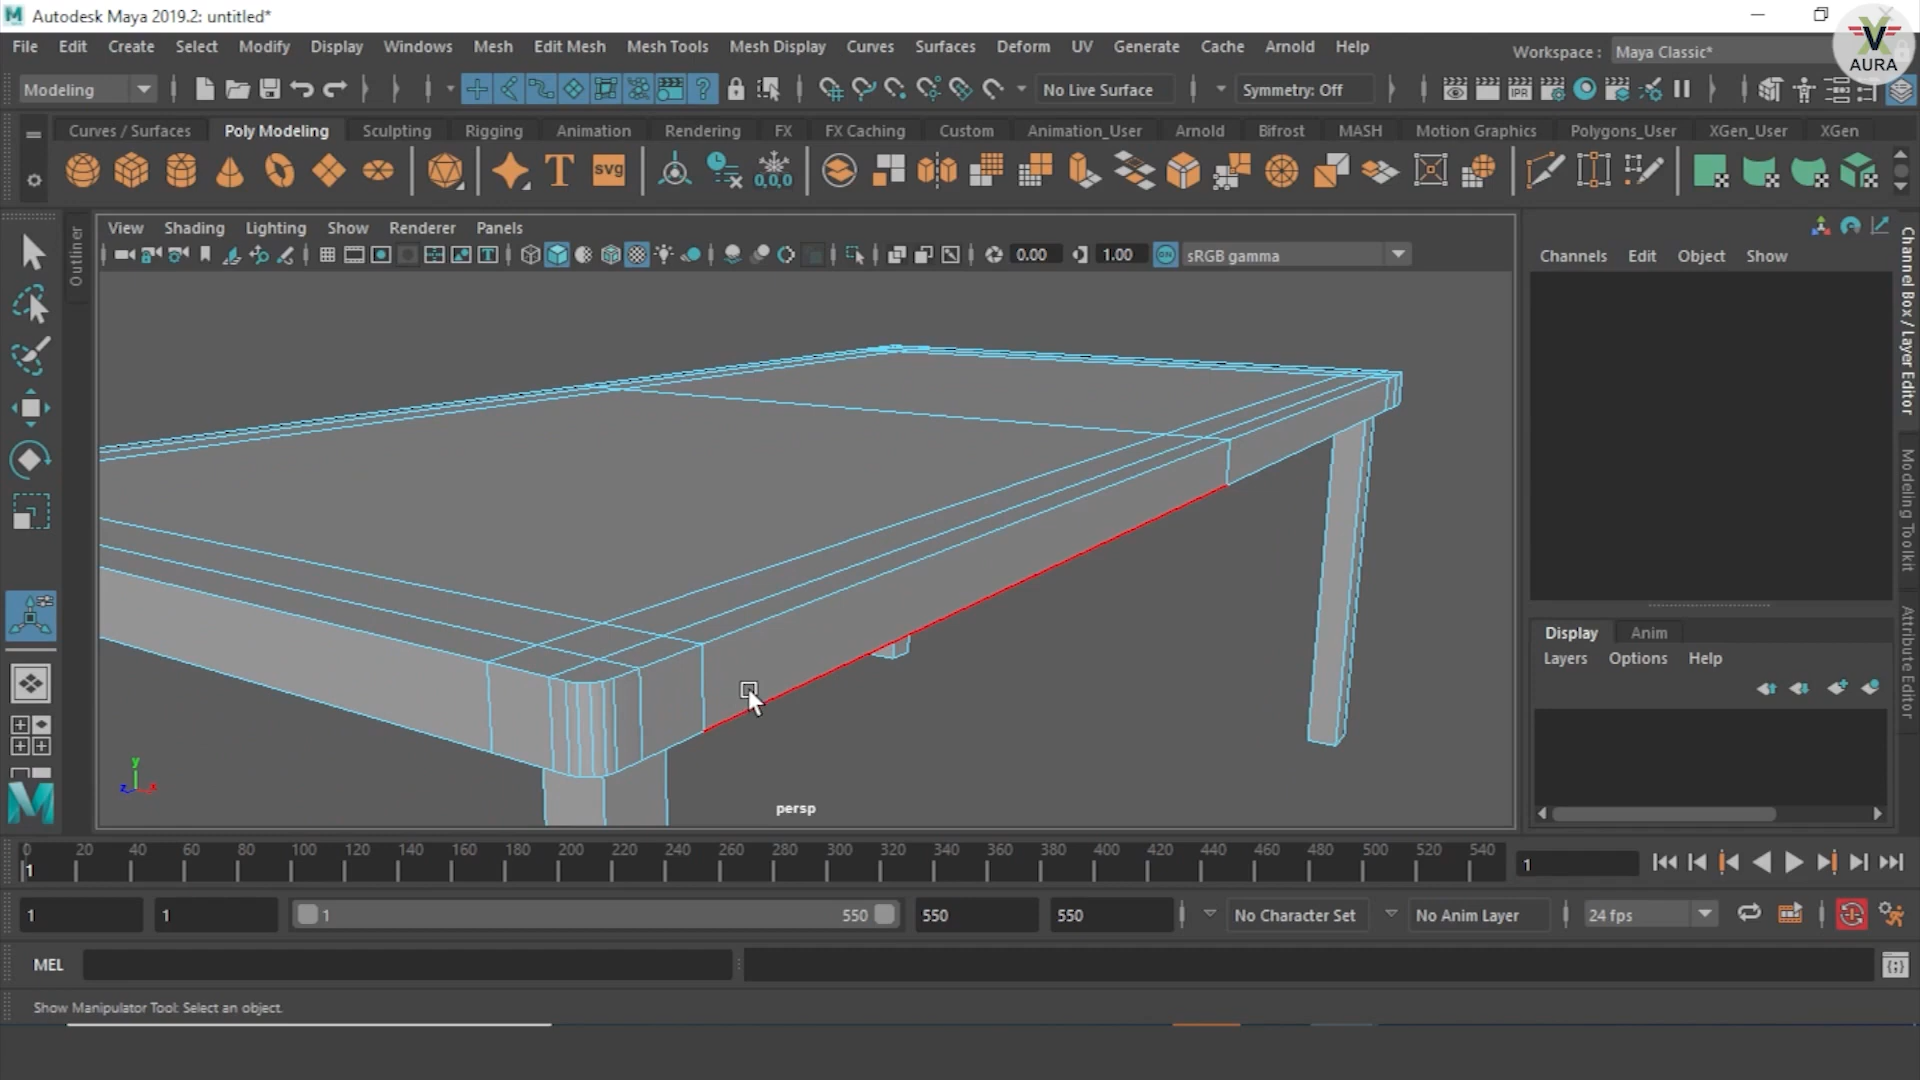 Autodesk Maya 2019.2: untitled*
File Edit Create Select Modify Display Windows Mesh Edit Mesh Mesh Tools Mesh Display Curves Surfaces Deform UV Generate Cache Arnold Help
Workspace : Maya Classic*
AURA
Modeling
No Live Surface
Symmetry: Off
IPR
Curves / Surfaces Poly Modeling Sculpting Rigging Animation Rendering FX FX Caching Custom Animation_User Arnold Bifrost MASH Motion Graphics Polygons_User XGen_User XGen
T SVG 0,0,0
Outliner
View Shading Lighting Show Renderer Panels
0.00 1.00 ON sRGB gamma
Channels Edit Object Show
Channel Box / Layer Editor
Modeling Toolkit
Attribute Editor
Display Anim
Layers Options Help
y
z x
persp
0 20 40 60 80 100 120 140 160 180 200 220 240 260 280 300 320 340 360 380 400 420 440 460 480 500 520 540
1 1
1 1 1 550 550 550 No Character Set No Anim Layer 24 fps
MEL
Show Manipulator Tool: Select an object.